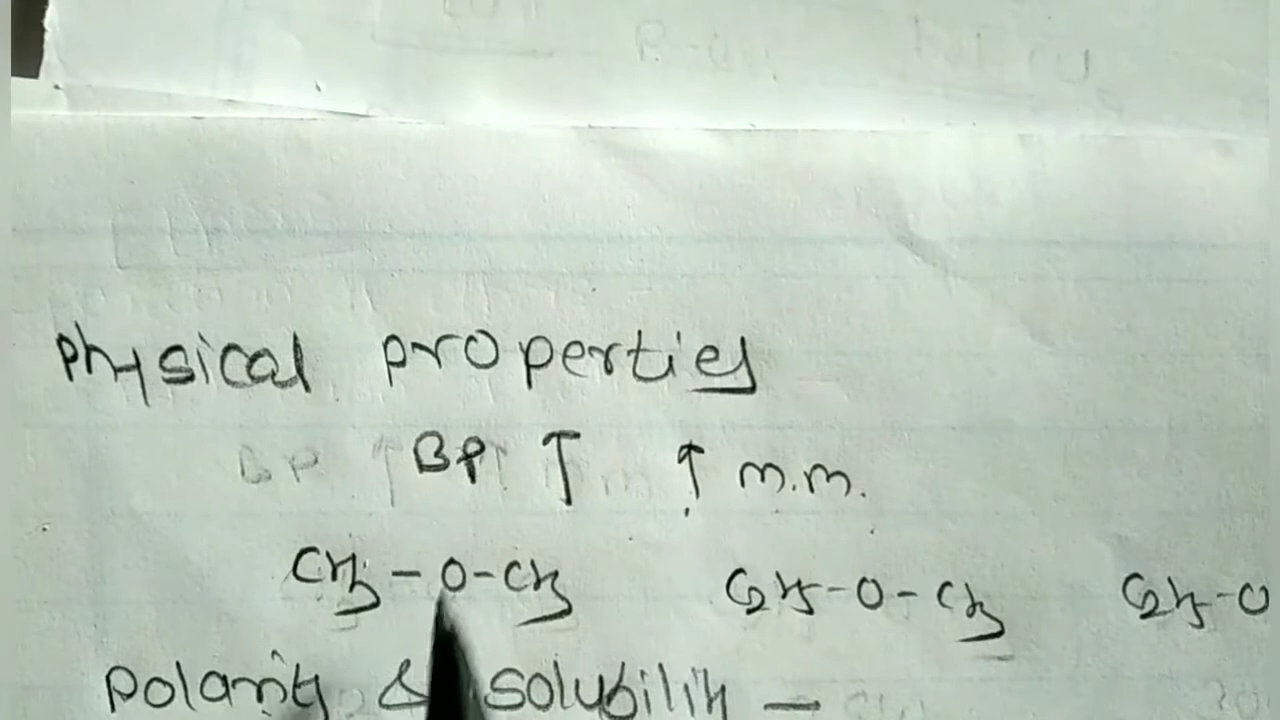 Physical properties
BP ↑ ↑ m.m.
CH3-O-CH3 C2H5-O-CH3 C2H5-O
Polarity & solubility -